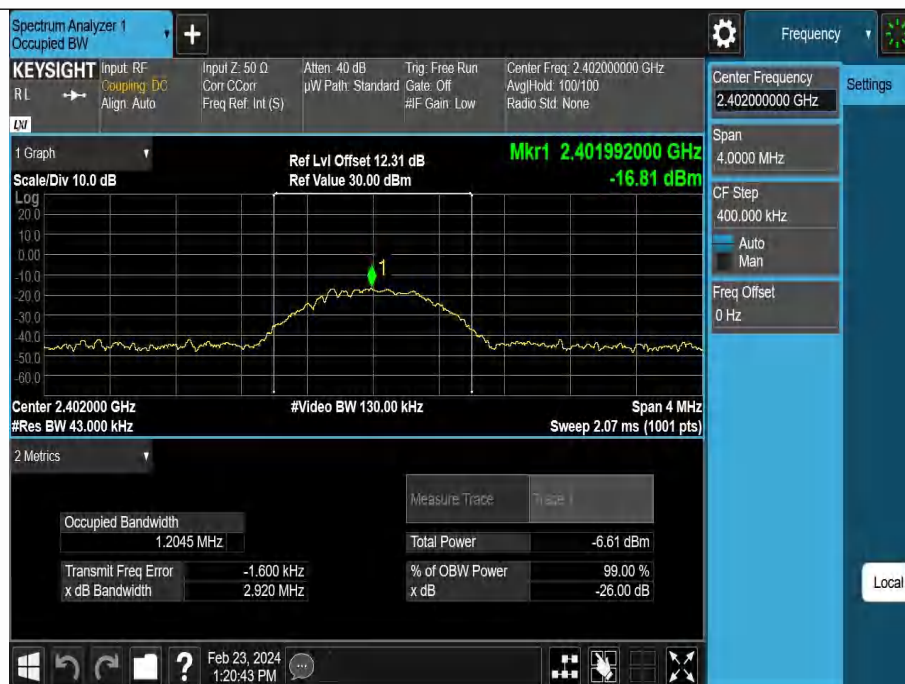 Spectrum Analyzer 1
Occupied BW
+
Frequency
KEYSIGHT
RL
LXI
Input: RF
Coupling: DC
Align: Auto
Input Z: 50 Ω
Corr CCorr
Freq Ref: Int (S)
Atten: 40 dB
µW Path: Standard
Trig: Free Run
Gate: Off
#IF Gain: Low
Center Freq: 2.402000000 GHz
Avg|Hold: 100/100
Radio Std: None
Center Frequency
2.402000000 GHz
Settings
Span
4.0000 MHz
CF Step
400.000 kHz
Auto
Man
Freq Offset
0 Hz
1 Graph
Scale/Div 10.0 dB
Ref Lvl Offset 12.31 dB
Ref Value 30.00 dBm
Mkr1 2.401992000 GHz
-16.81 dBm
Log
20.0
10.0
0.00
-10.0
-20.0
-30.0
-40.0
-50.0
-60.0
1
Center 2.402000 GHz
#Res BW 43.000 kHz
#Video BW 130.00 kHz
Span 4 MHz
Sweep 2.07 ms (1001 pts)
2 Metrics
Measure Trace
Trace 1
Occupied Bandwidth
1.2045 MHz
Total Power
-6.61 dBm
Transmit Freq Error
-1.600 kHz
% of OBW Power
99.00 %
x dB Bandwidth
2.920 MHz
x dB
-26.00 dB
Local
?
Feb 23, 2024
1:20:43 PM